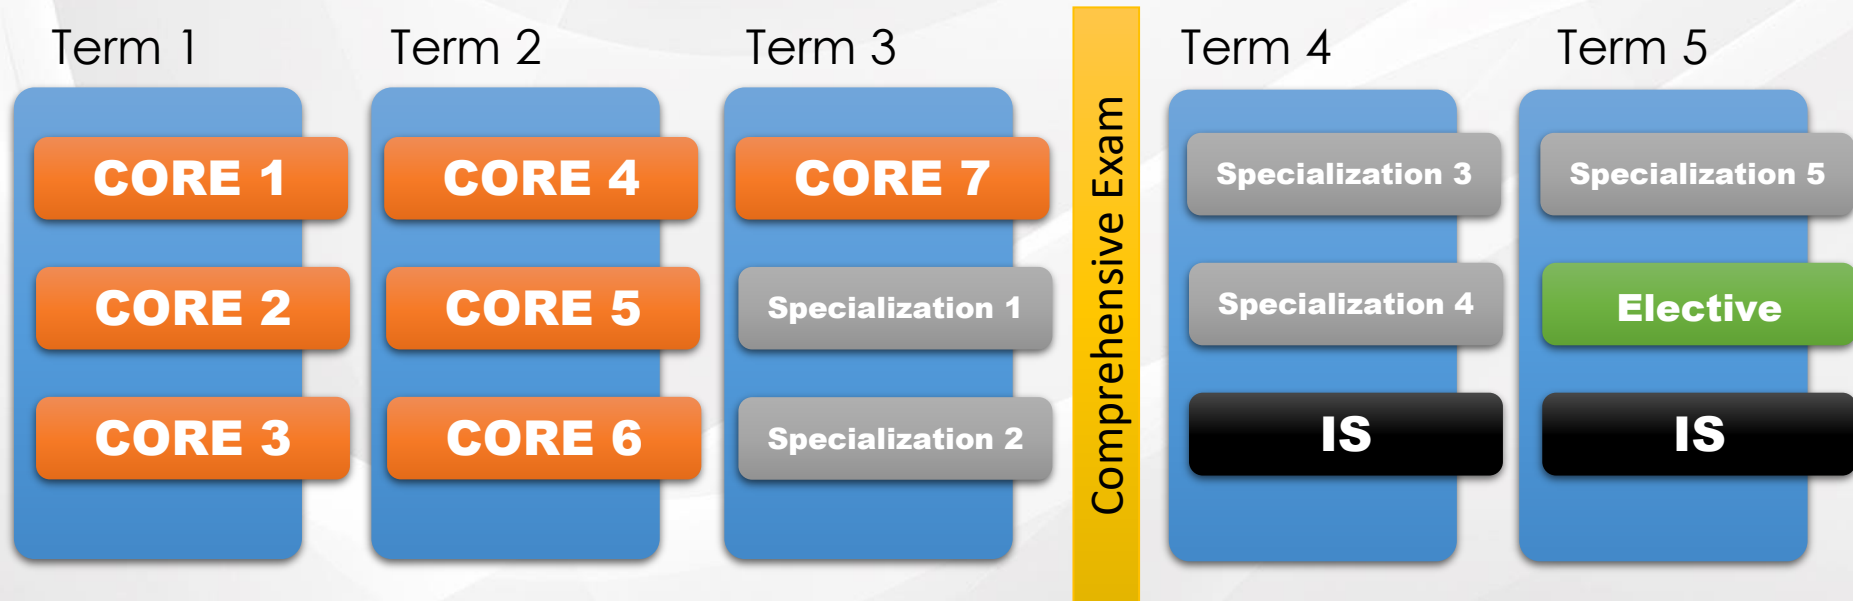 Term 1
CORE 1
CORE 2
CORE 3
Term 2
CORE 4
CORE 5
CORE 6
Term 3
CORE 7
Specialization 1
Specialization 2
Comprehensive Exam
Term 4
Specialization 3
Specialization 4
IS
Term 5
Specialization 5
Elective
IS